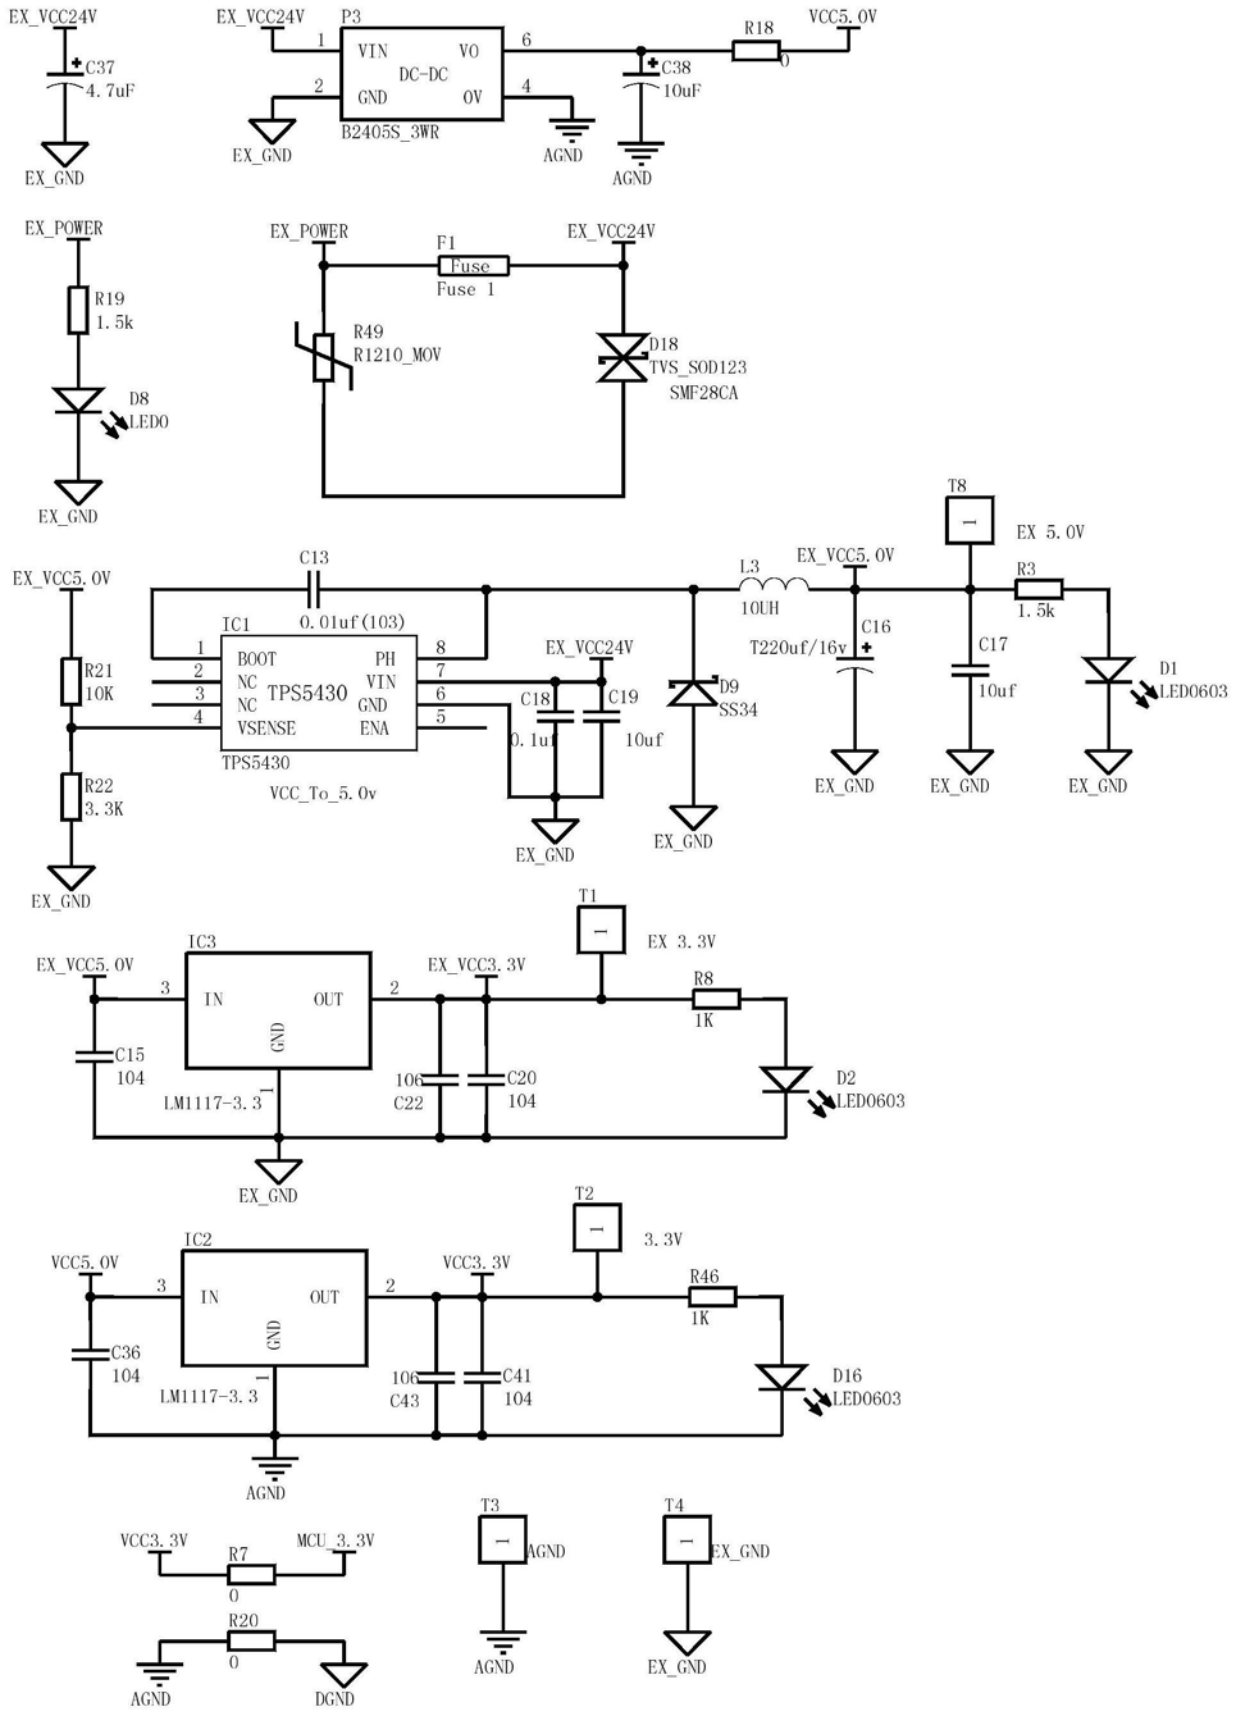 EX_VCC24V
C37
4.7uF
EX_GND
EX_VCC24V
P3
1
VIN
VO
6
DC-DC
2
GND
0V
4
B2405S_3WR
EX_GND
AGND
C38
10uF
AGND
R18
0
VCC5.0V
EX_POWER
R19
1.5k
D8
LED0
EX_GND
EX_POWER
F1
Fuse
Fuse 1
EX_VCC24V
R49
R1210_MOV
D18
TVS_SOD123
SMF28CA
EX_VCC5.0V
R21
10K
R22
3.3K
EX_GND
C13
0.01uf(103)
IC1
1
BOOT
PH
8
2
NC
TPS5430
VIN
7
3
NC
GND
6
4
VSENSE
ENA
5
TPS5430
VCC_To_5.0v
EX_VCC24V
C18
0.1uf
C19
10uf
EX_GND
D9
SS34
EX_GND
L3
10UH
EX_VCC5.0V
T8
1
EX 5.0V
C16
T220uf/16v
EX_GND
C17
10uf
EX_GND
R3
1.5k
D1
LED0603
EX_GND
EX_VCC5.0V
IC3
3
IN
OUT
2
GND
1
LM1117-3.3
C15
104
EX_GND
EX_VCC3.3V
106
C22
C20
104
T1
1
EX 3.3V
R8
1K
D2
LED0603
VCC5.0V
IC2
3
IN
OUT
2
GND
1
LM1117-3.3
C36
104
AGND
VCC3.3V
106
C43
C41
104
T2
1
3.3V
R46
1K
D16
LED0603
VCC3.3V
R7
0
MCU_3.3V
R20
0
AGND
DGND
T3
1
AGND
AGND
T4
1
EX_GND
EX_GND